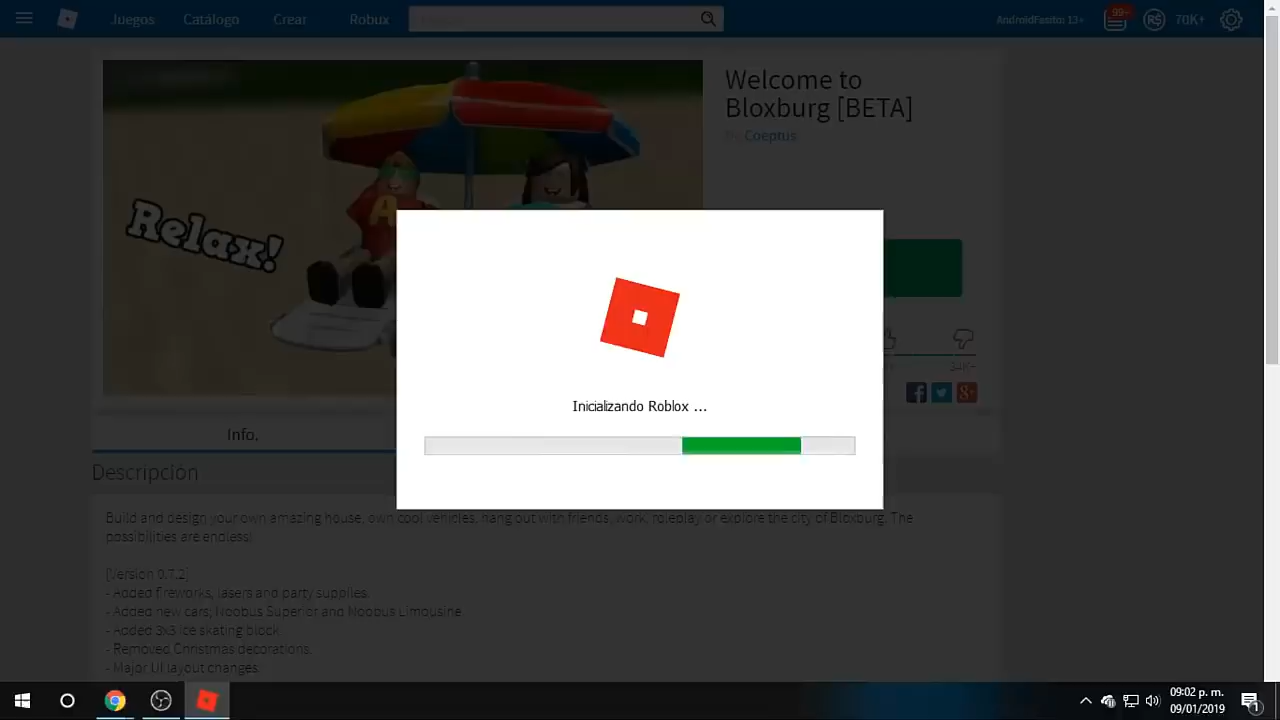 Juegos Catálogo Crear Robux
AndroidFasito: 13+
99+
R$
70K+
Relax!
A
Welcome to
Bloxburg [BETA]
By Coeptus
34K+
Inicializando Roblox ...
Info.
Descripción
Build and design your own amazing house, own cool vehicles, hang out with friends, work, roleplay or explore the city of Bloxburg. The
possibilities are endless!
[Version 0.7.2]
- Added fireworks, lasers and party supplies.
- Added new cars; Noobus Superior and Noobus Limousine
- Added 3x3 ice skating block.
- Removed Christmas decorations.
- Major UI layout changes.
09:02 p. m.
09/01/2019
1